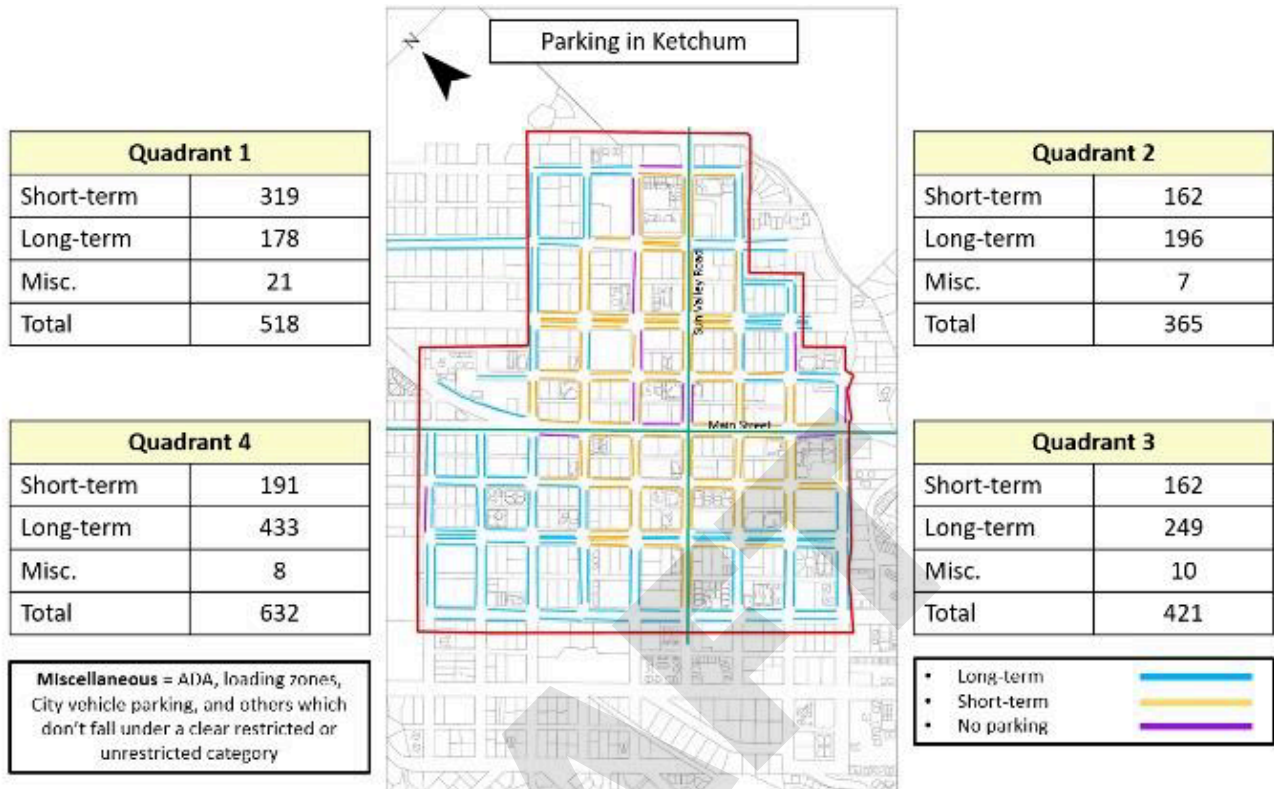 N
Parking in Ketchum
Quadrant 1
Short-term 319
Long-term 178
Misc. 21
Total 518
Quadrant 2
Short-term 162
Long-term 196
Misc. 7
Total 365
Sun Valley Road
Main Street
Quadrant 4
Short-term 191
Long-term 433
Misc. 8
Total 632
Quadrant 3
Short-term 162
Long-term 249
Misc. 10
Total 421
Miscellaneous = ADA, loading zones,
City vehicle parking, and others which
don't fall under a clear restricted or
unrestricted category
• Long-term
• Short-term
• No parking